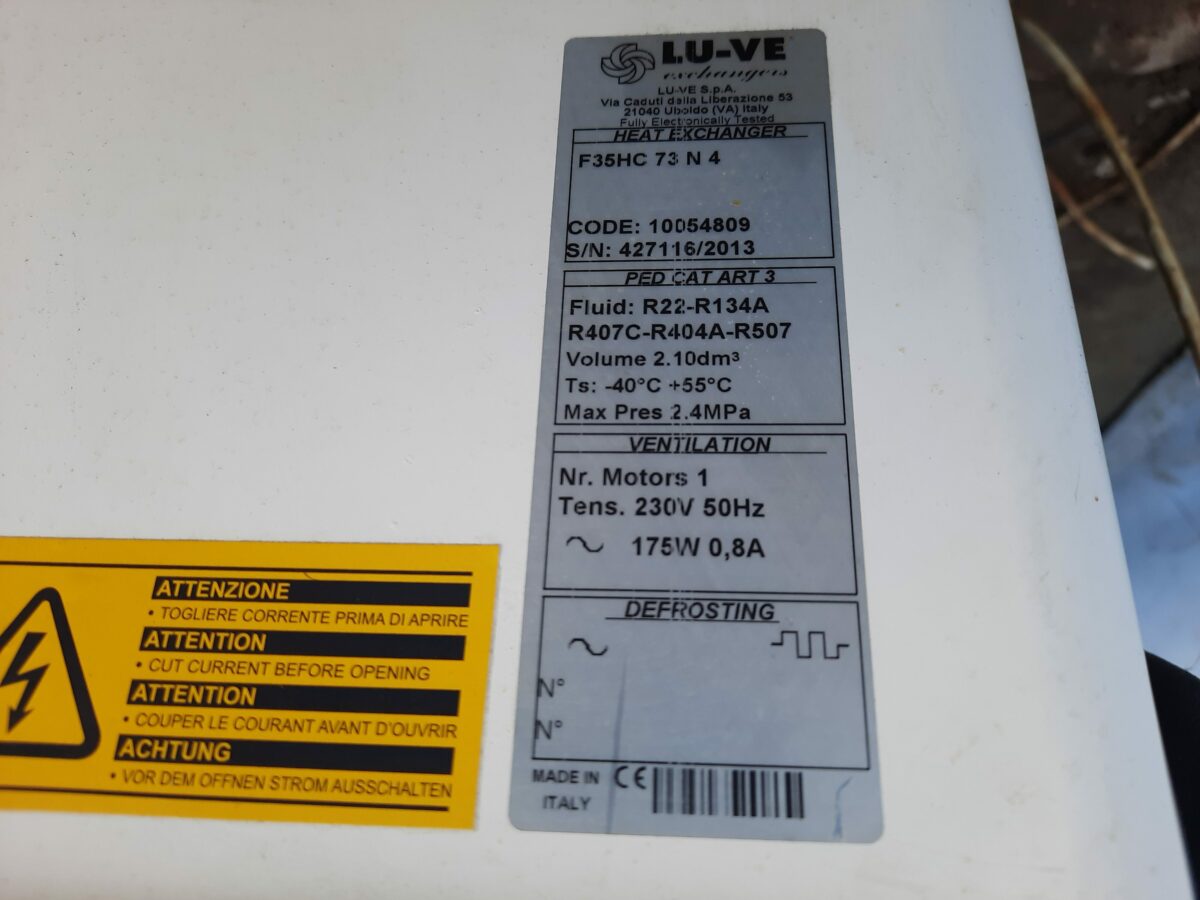 LU-VE
exchangers
LU-VE S.p.A.
Via Caduti della Liberazione 53
21040 Uboldo (VA) Italy
Fully Electronically Tested
HEAT EXCHANGER
F35HC 73 N 4
CODE: 10054809
S/N: 427116/2013
PED CAT ART 3
Fluid: R22-R134A
R407C-R404A-R507
Volume 2.10dm³
Ts: -40°C +55°C
Max Pres 2.4MPa
VENTILATION
Nr. Motors 1
Tens. 230V 50Hz
175W 0,8A
DEFROSTING
N°
N°
MADE IN
ITALY
CE
ATTENZIONE
• TOGLIERE CORRENTE PRIMA DI APRIRE
ATTENTION
• CUT CURRENT BEFORE OPENING
ATTENTION
• COUPER LE COURANT AVANT D'OUVRIR
ACHTUNG
• VOR DEM OFFNEN STROM AUSSCHALTEN